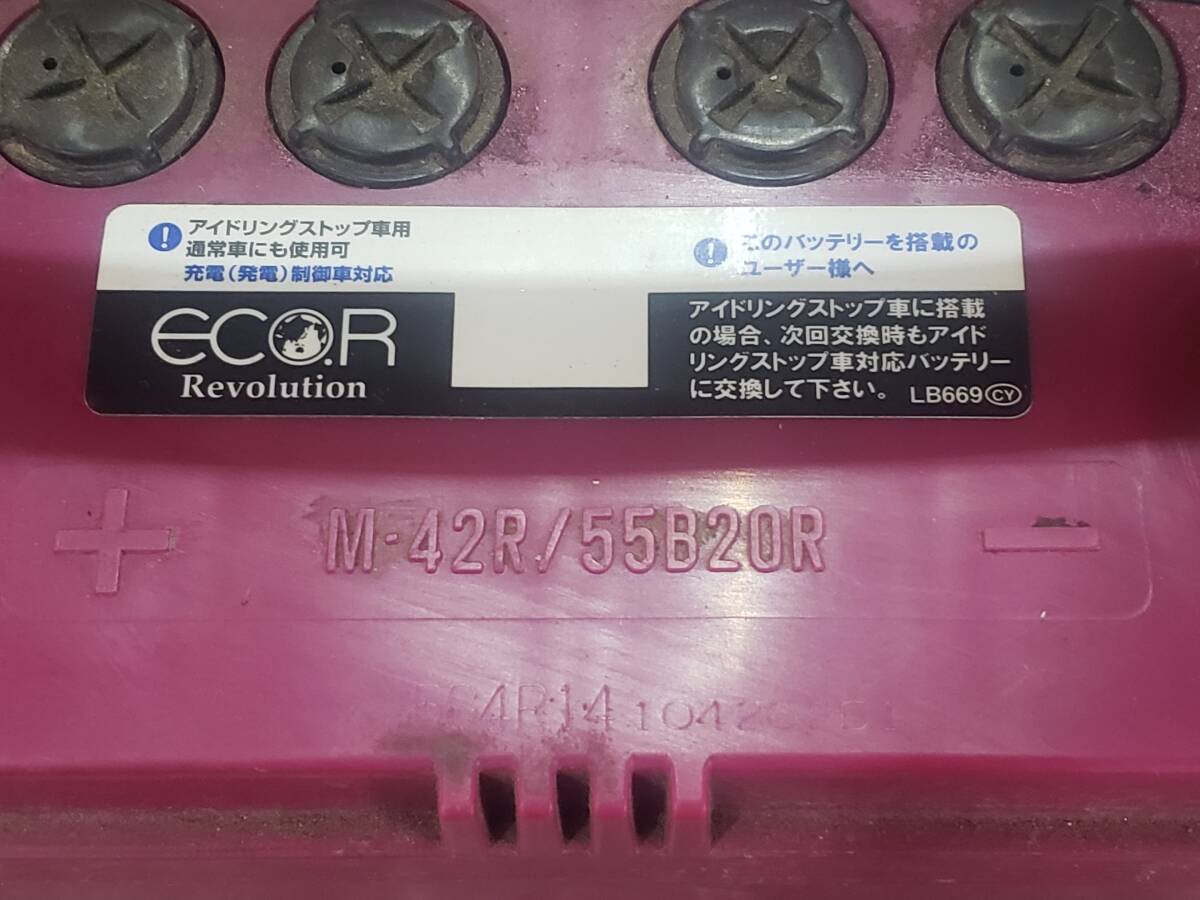 アイドリングストップ車用
通常車にも使用可
充電(発電)制御車対応
このバッテリーを搭載の
ユーザー様へ
ECO.R
Revolution
アイドリングストップ車に搭載
の場合、次回交換時もアイド
リングストップ車対応バッテリー
に交換して下さい。 LB669 CY
+ M-42R/55B20R −